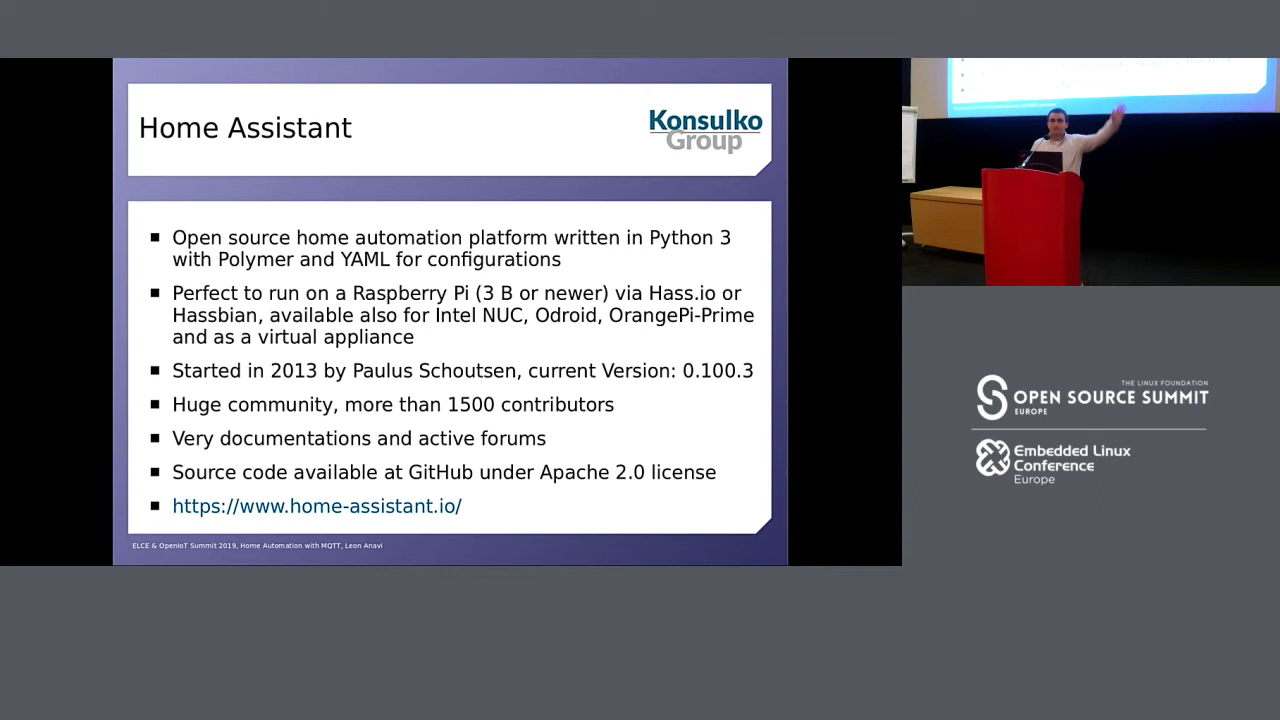 Home Assistant
Konsulko
Group
■ Open source home automation platform written in Python 3
with Polymer and YAML for configurations
■ Perfect to run on a Raspberry Pi (3 B or newer) via Hass.io or
Hassbian, available also for Intel NUC, Odroid, OrangePi-Prime
and as a virtual appliance
■ Started in 2013 by Paulus Schoutsen, current Version: 0.100.3
■ Huge community, more than 1500 contributors
■ Very documentations and active forums
■ Source code available at GitHub under Apache 2.0 license
■ https://www.home-assistant.io/
ELCE & OpenIoT Summit 2019, Home Automation with MQTT, Leon Anavi
THE LINUX FOUNDATION
OPEN SOURCE SUMMIT
EUROPE
Embedded Linux
Conference
Europe